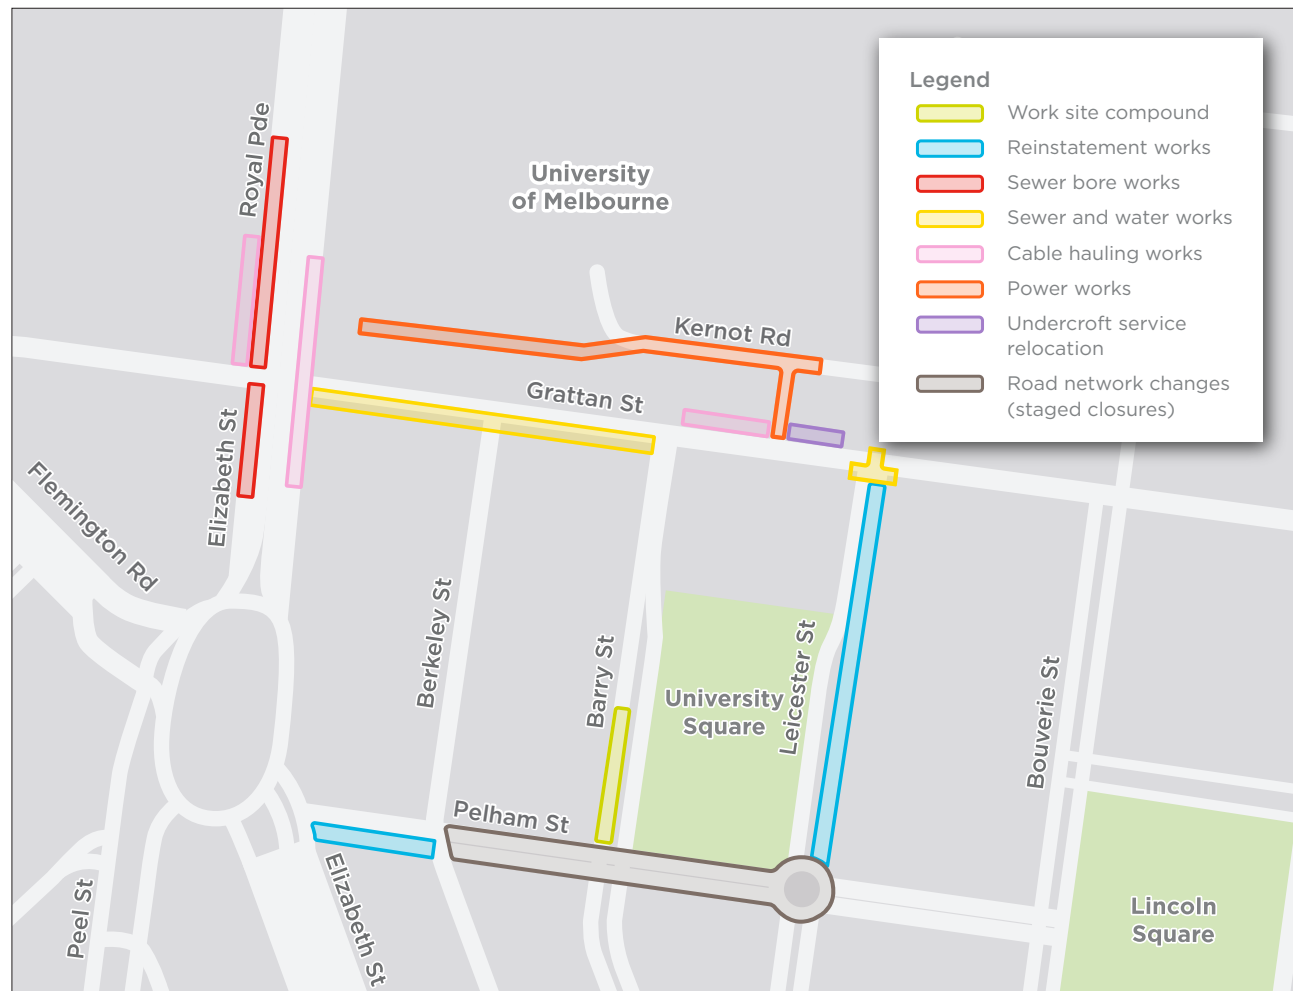 Legend
Work site compound
Reinstatement works
Sewer bore works
Sewer and water works
Cable hauling works
Power works
Undercroft service
relocation
Road network changes
(staged closures)
Royal Pde
University
of Melbourne
Kernot Rd
Grattan St
Elizabeth St
Flemington Rd
Berkeley St
Barry St
University
Square
Leicester St
Bouverie St
Pelham St
Elizabeth St
Peel St
Lincoln
Square